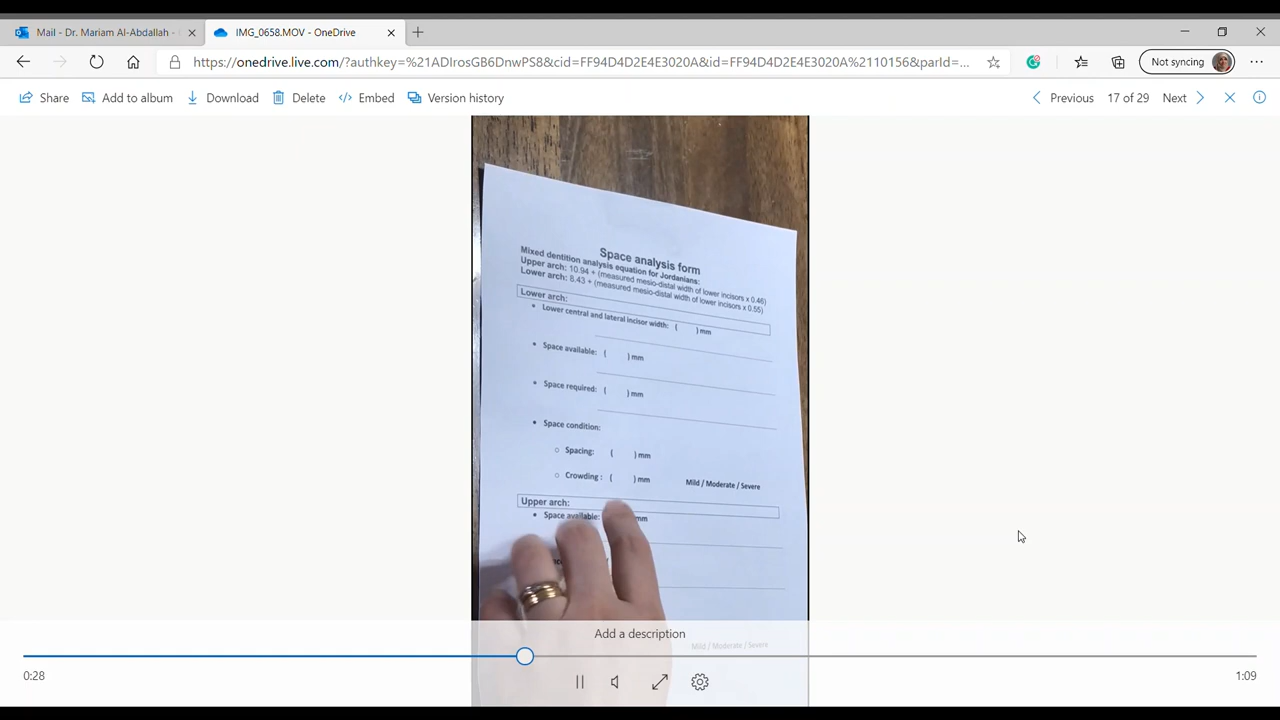 Mail - Dr. Mariam Al-Abdallah -
IMG_0658.MOV - OneDrive
https://onedrive.live.com/?authkey=%21ADIrosGB6DnwPS8&cid=FF94D4D2E4E3020A&id=FF94D4D2E4E3020A%2110156&parId=...
Not syncing
Share Add to album Download Delete Embed Version history Previous 17 of 29 Next
Space analysis form
Mixed dentition analysis equation for Jordanians:
Upper arch: 10.94 + (measured mesio-distal width of lower incisors x 0.46)
Lower arch: 8.43 + (measured mesio-distal width of lower incisors x 0.55)
Lower arch:
• Lower central and lateral incisor width: ( ) mm
• Space available: ( ) mm
• Space required: ( ) mm
• Space condition:
○ Spacing: ( ) mm
○ Crowding : ( ) mm Mild / Moderate / Severe
Upper arch:
• Space available: mm
Add a description
Mild / Moderate / Severe
0:28 1:09